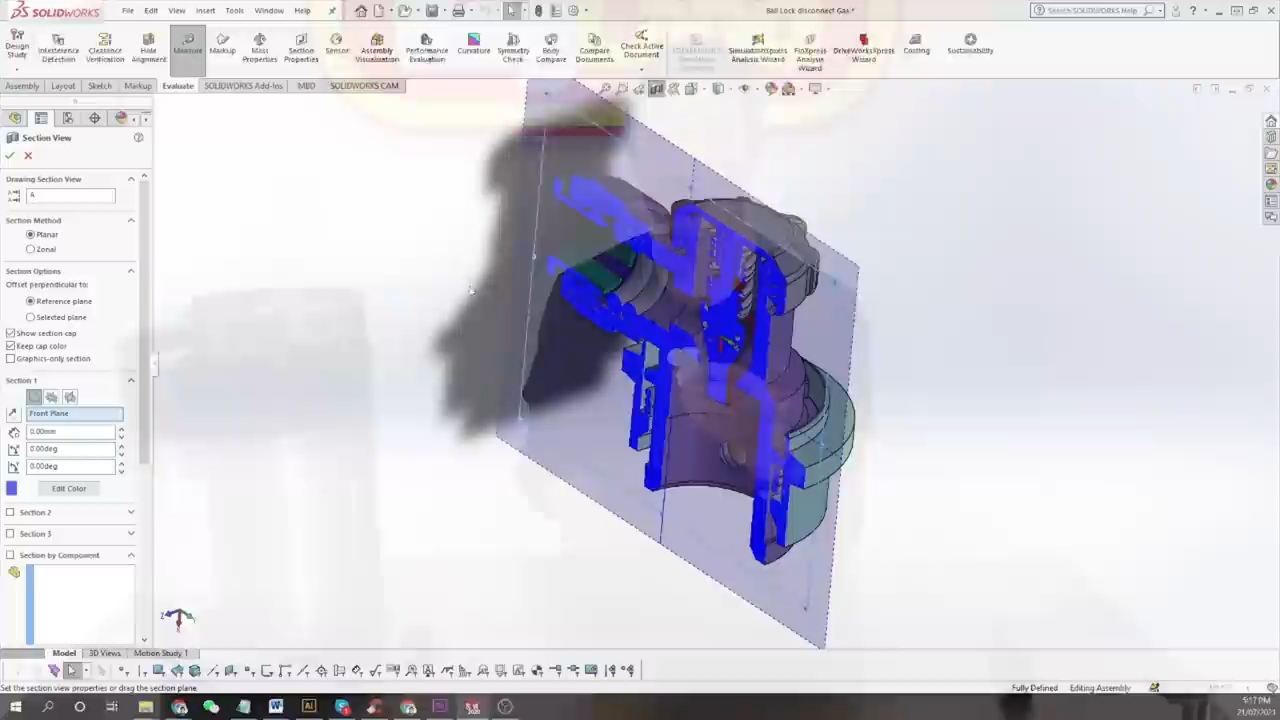 SOLIDWORKS
File Edit View Insert Tools Window Help
Ball Lock disconnect Gas *
Search SOLIDWORKS Help
Design Study
Interference Detection
Clearance Verification
Hole Alignment
Measure
Markup
Mass Properties
Section Properties
Sensor
Assembly Visualization
Performance Evaluation
Curvature
Symmetry Check
Body Compare
Compare Documents
Check Active Document
SimulationXpress Analysis Wizard
FloXpress Analysis Wizard
DriveWorksXpress Wizard
Costing
Sustainability
Assembly Layout Sketch Markup Evaluate SOLIDWORKS Add-Ins MBD SOLIDWORKS CAM
Section View
Drawing Section View
A
Section Method
Planar
Zonal
Section Options
Offset perpendicular to:
Reference plane
Selected plane
Show section cap
Keep cap color
Graphics-only section
Section 1
Front Plane
0.00mm
0.00deg
0.00deg
Edit Color
Section 2
Section 3
Section by Component
Model 3D Views Motion Study 1
Set the section view properties or drag the section plane
Fully Defined Editing Assembly
5:17 PM
21/07/2021